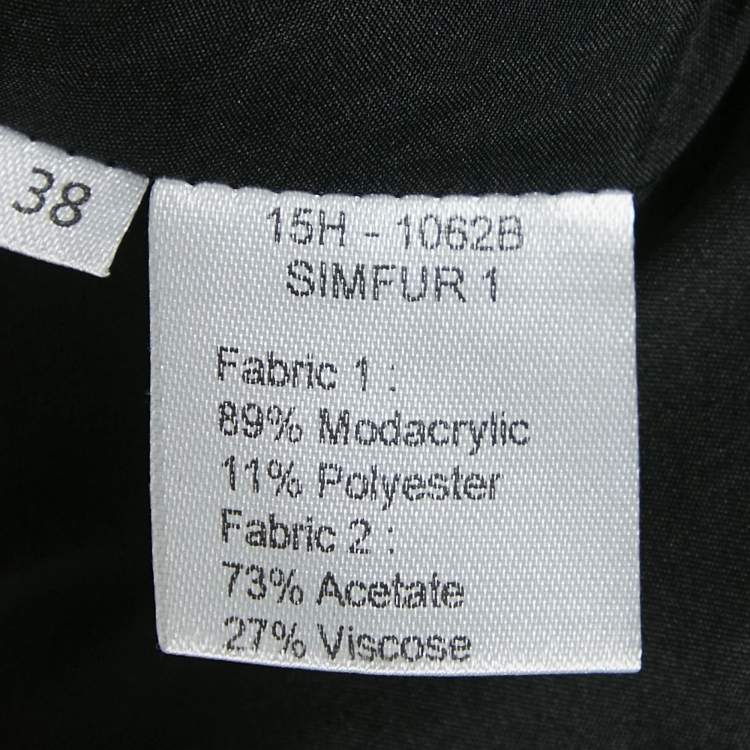 38
15H - 1062B
SIMFUR 1
Fabric 1 :
89% Modacrylic
11% Polyester
Fabric 2 :
73% Acetate
27% Viscose